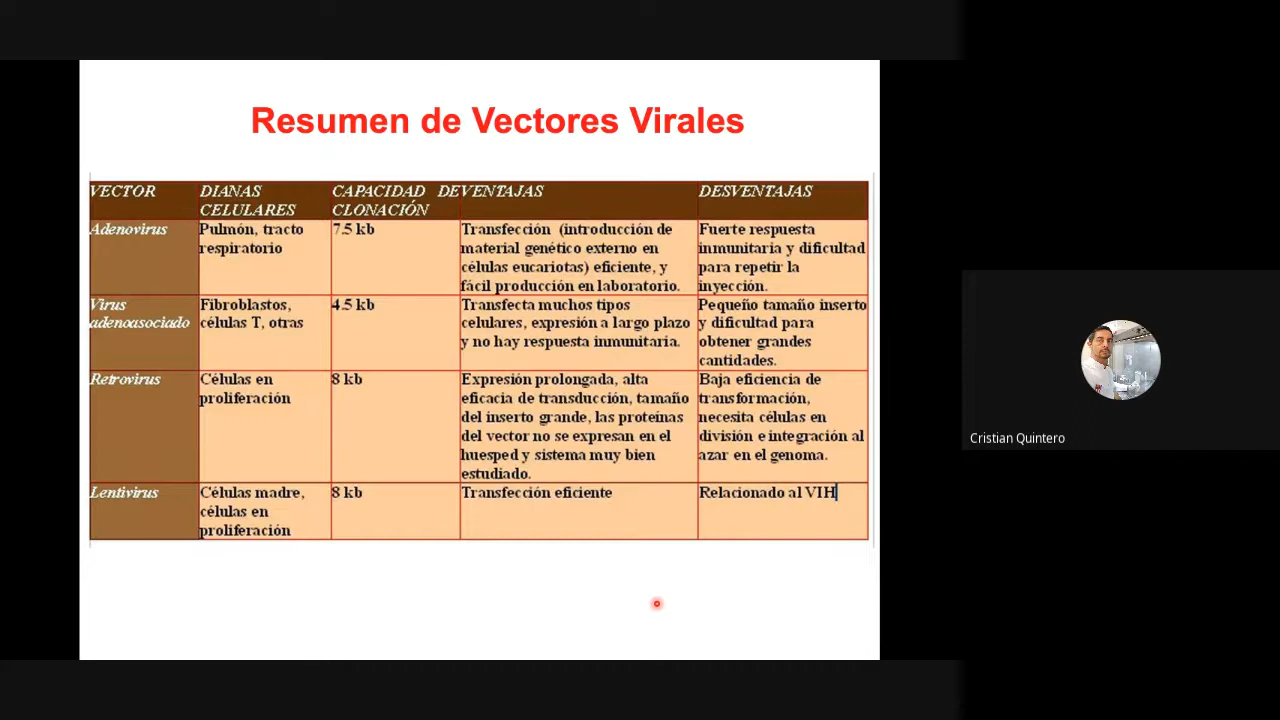 Resumen de Vectores Virales
VECTOR
DIANAS
CELULARES
CAPACIDAD DE
CLONACIÓN
VENTAJAS
DESVENTAJAS
Adenovirus
Pulmón, tracto
respiratorio
7.5 kb
Transfección (introducción de
material genético externo en
células eucariotas) eficiente, y
fácil producción en laboratorio.
Fuerte respuesta
inmunitaria y dificultad
para repetir la
inyección.
Virus
adenoasociado
Fibroblastos,
células T, otras
4.5 kb
Transfecta muchos tipos
celulares, expresión a largo plazo
y no hay respuesta inmunitaria.
Pequeño tamaño inserto
y dificultad para
obtener grandes
cantidades.
Retrovirus
Células en
proliferación
8 kb
Expresión prolongada, alta
eficacia de transducción, tamaño
del inserto grande, las proteínas
del vector no se expresan en el
huesped y sistema muy bien
estudiado.
Baja eficiencia de
transformación,
necesita células en
división e integración al
azar en el genoma.
Lentivirus
Células madre,
células en
proliferación
8 kb
Transfección eficiente
Relacionado al VIH
Cristian Quintero